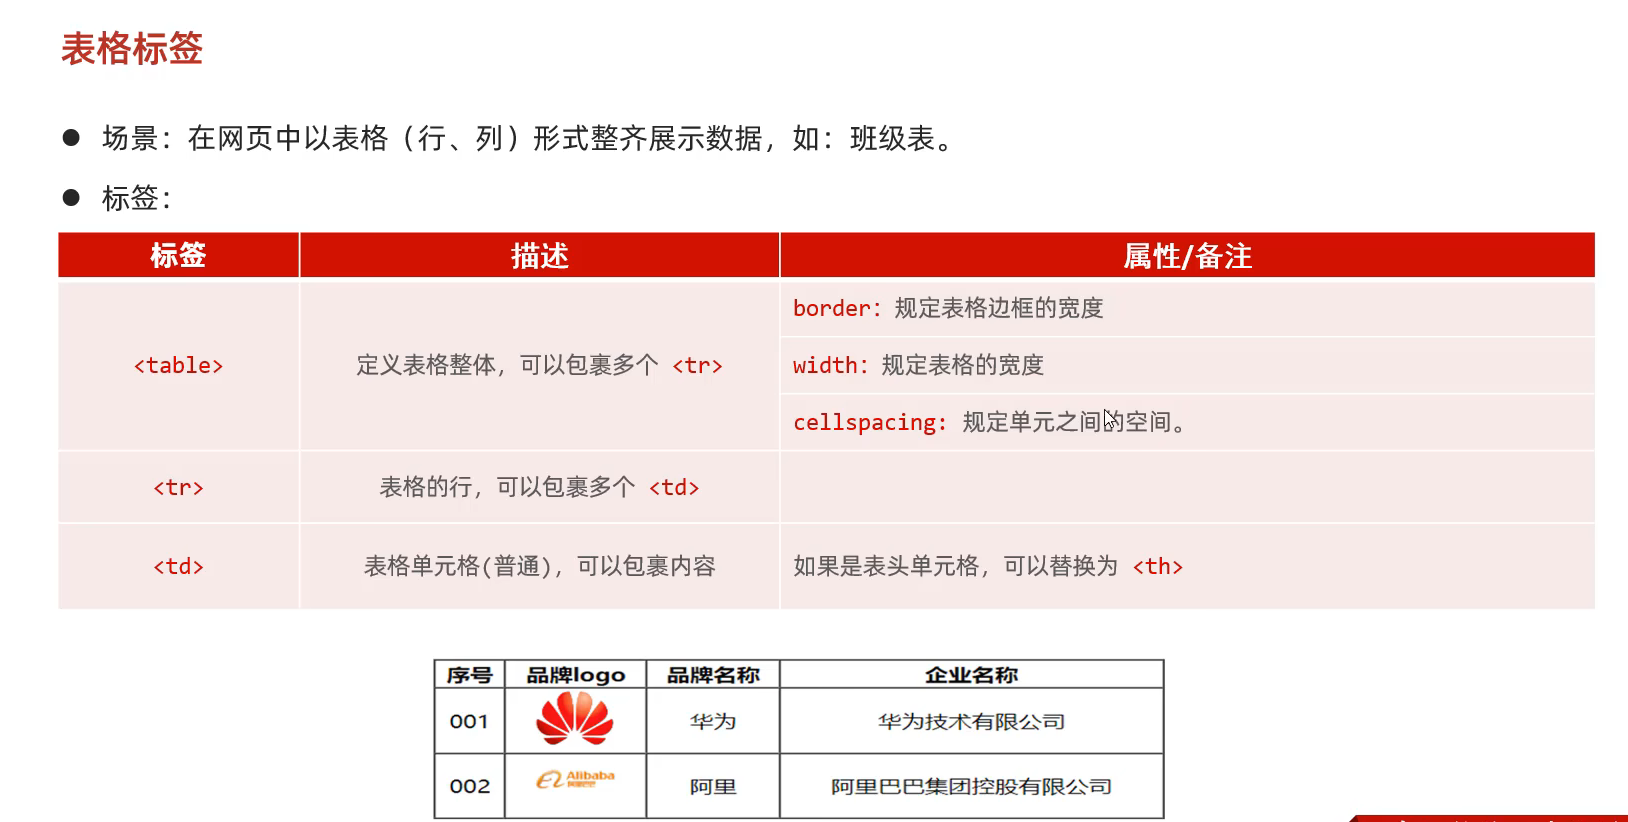 表格标签
● 场景：在网页中以表格（行、列）形式整齐展示数据，如：班级表。
● 标签：
标签 描述 属性/备注
<table> 定义表格整体，可以包裹多个 <tr>
border：规定表格边框的宽度
width：规定表格的宽度
cellspacing: 规定单元之间的空间。
<tr> 表格的行，可以包裹多个 <td>
<td> 表格单元格(普通)，可以包裹内容 如果是表头单元格，可以替换为 <th>
序号 品牌logo 品牌名称 企业名称
001 华为 华为技术有限公司
002 Alibaba 阿里 阿里巴巴集团控股有限公司